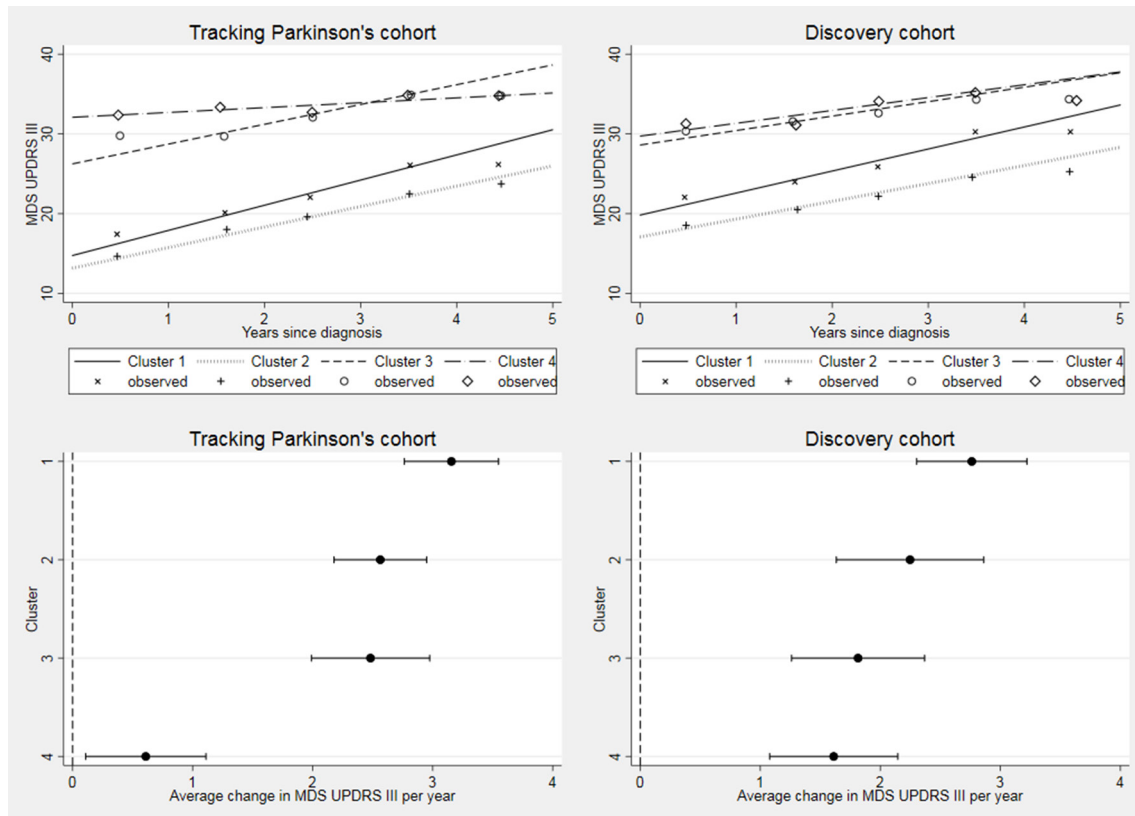 Tracking Parkinson's cohort
MDS UPDRS III
40
30
20
10
0 1 2 3 4 5
Years since diagnosis
Cluster 1 Cluster 2 Cluster 3 Cluster 4
observed observed observed observed
Discovery cohort
MDS UPDRS III
40
30
20
10
0 1 2 3 4 5
Years since diagnosis
Cluster 1 Cluster 2 Cluster 3 Cluster 4
observed observed observed observed
Tracking Parkinson's cohort
Cluster
1
2
3
4
0 1 2 3 4
Average change in MDS UPDRS III per year
Discovery cohort
Cluster
1
2
3
4
0 1 2 3 4
Average change in MDS UPDRS III per year